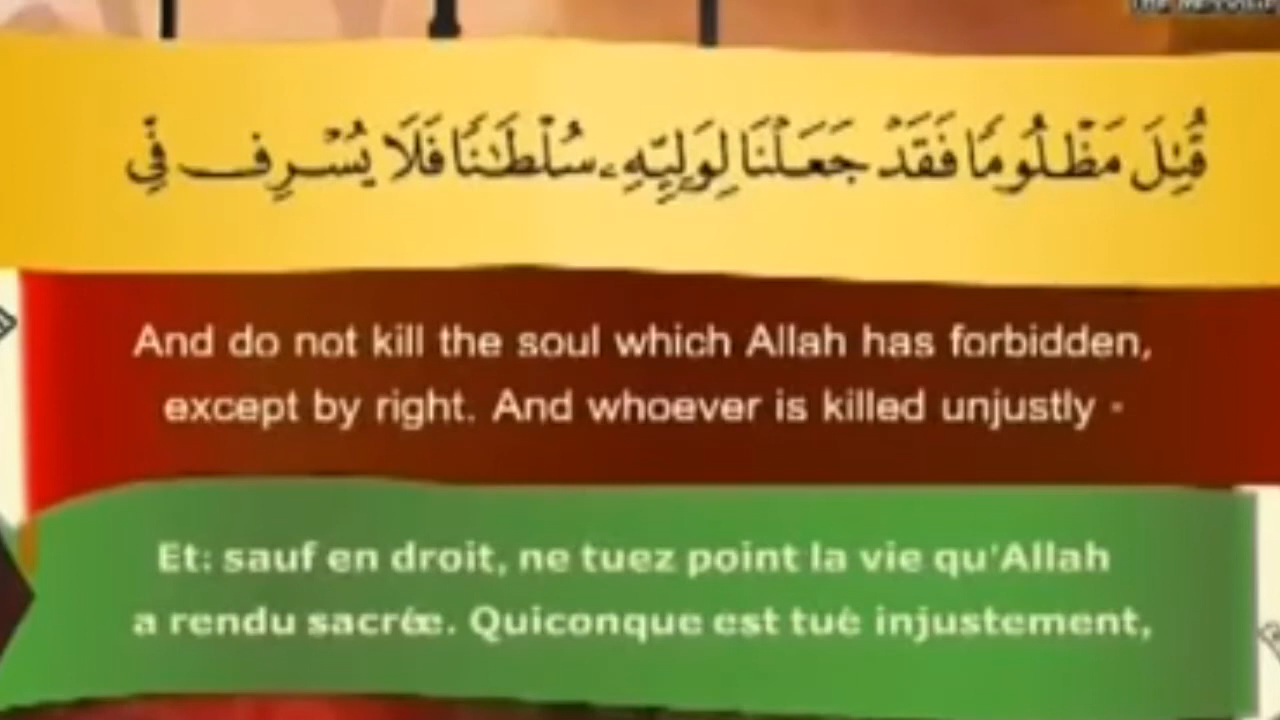 قُتِلَ مَظْلُومًا فَقَدْ جَعَلْنَا لِوَلِيِّهِۦ سُلْطَٰنًا فَلَا يُسْرِف فِّى
And do not kill the soul which Allah has forbidden,
except by right. And whoever is killed unjustly -
Et: sauf en droit, ne tuez point la vie qu'Allah
a rendu sacrée. Quiconque est tué injustement,